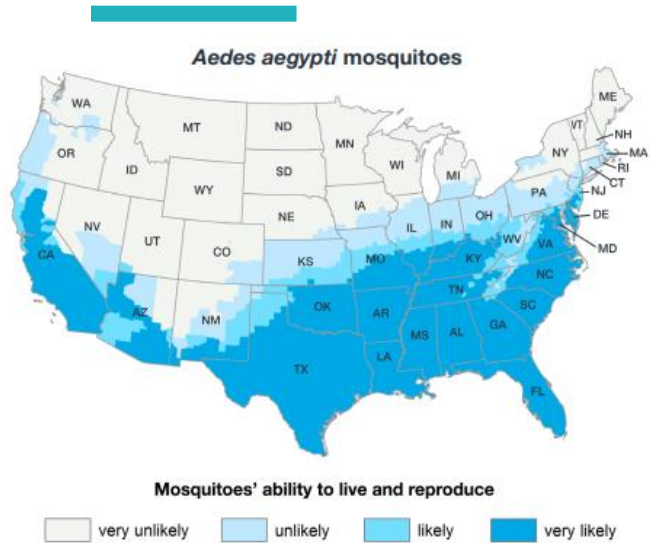 Aedes aegypti mosquitoes
WA
MT
ND
MN
ME
VT
NH
OR
ID
SD
WI
MI
NY
MA
RI
CT
WY
IA
PA
NJ
NE
OH
DE
NV
UT
IL
IN
WV
MD
CO
KS
MO
KY
VA
CA
NC
TN
AZ
NM
OK
AR
SC
MS
AL
GA
TX
LA
FL
Mosquitoes' ability to live and reproduce
very unlikely
unlikely
likely
very likely